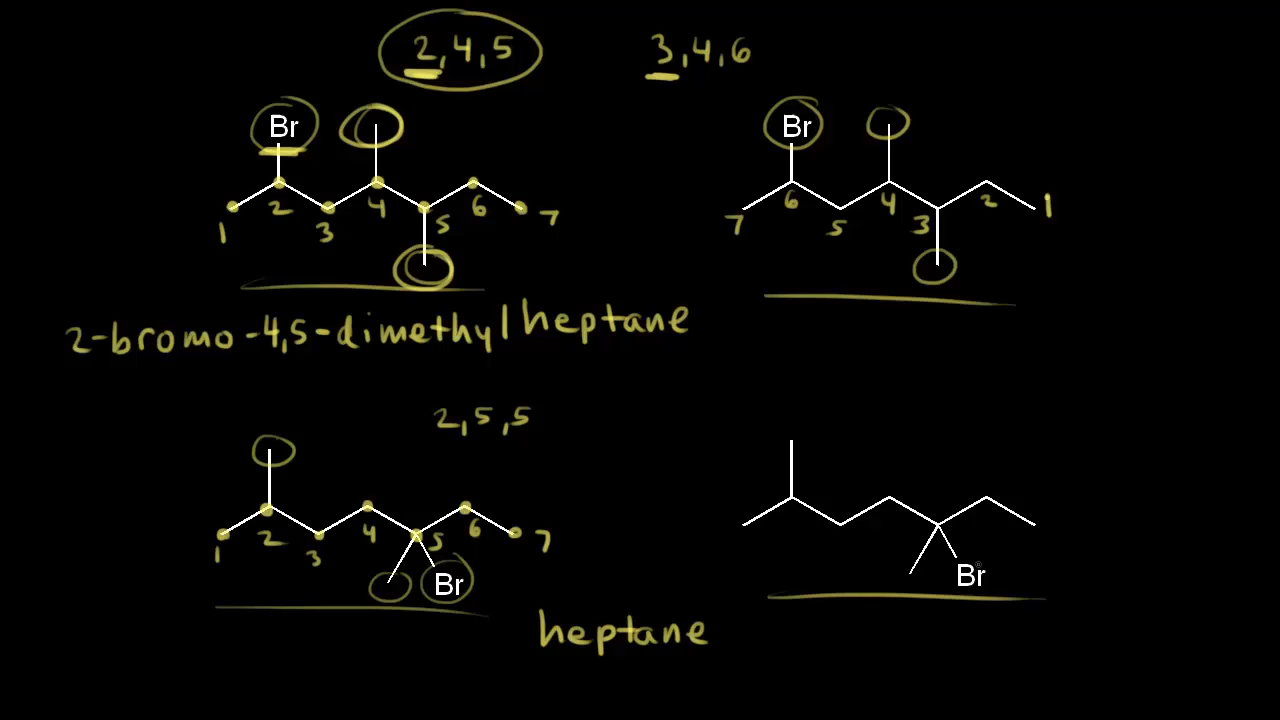 2,4,5 3,4,6
Br Br
1 2 3 4 5 6 7 7 6 5 4 3 2 1
2-bromo-4,5-dimethylheptane
2,5,5
1 2 3 4 5 6 7
Br Br
heptane